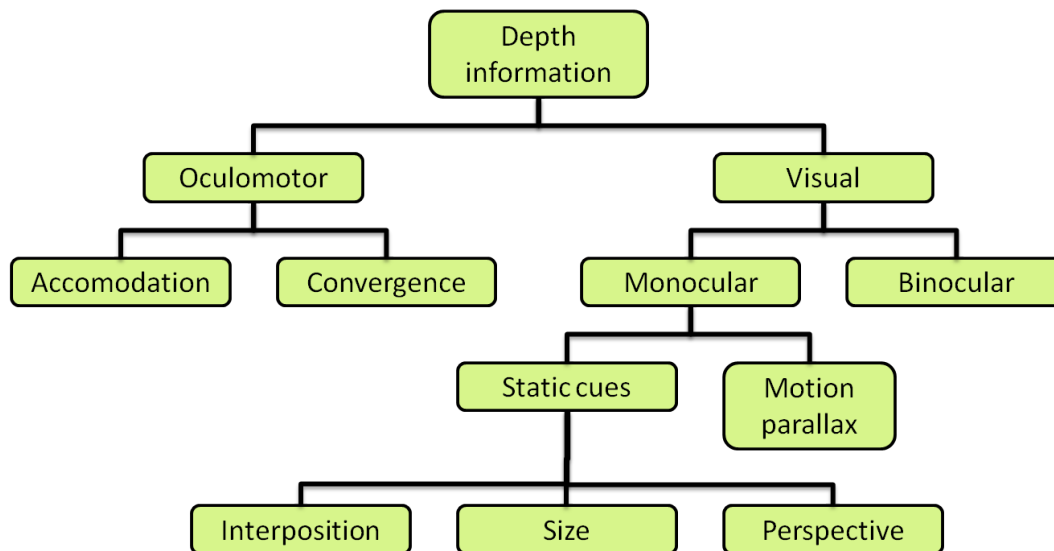 Depth
information
Oculomotor
Visual
Accomodation
Convergence
Monocular
Binocular
Static cues
Motion
parallax
Interposition
Size
Perspective